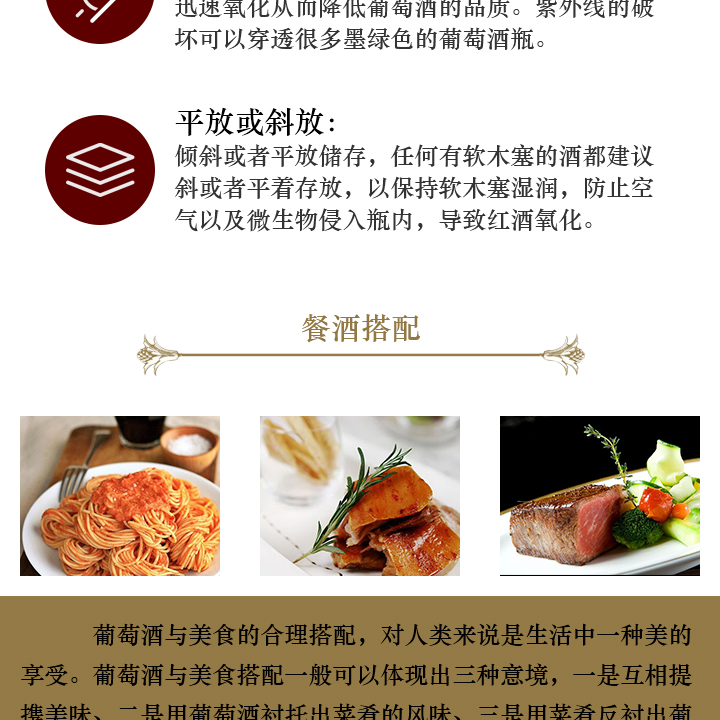 迅速氧化从而降低葡萄酒的品质。紫外线的破
坏可以穿透很多墨绿色的葡萄酒瓶。
平放或斜放：
倾斜或者平放储存，任何有软木塞的酒都建议
斜或者平着存放，以保持软木塞湿润，防止空
气以及微生物侵入瓶内，导致红酒氧化。
餐酒搭配
葡萄酒与美食的合理搭配，对人类来说是生活中一种美的
享受。葡萄酒与美食搭配一般可以体现出三种意境，一是互相提
携美味、二是用葡萄酒衬托出菜肴的风味、三是用菜肴反衬出葡